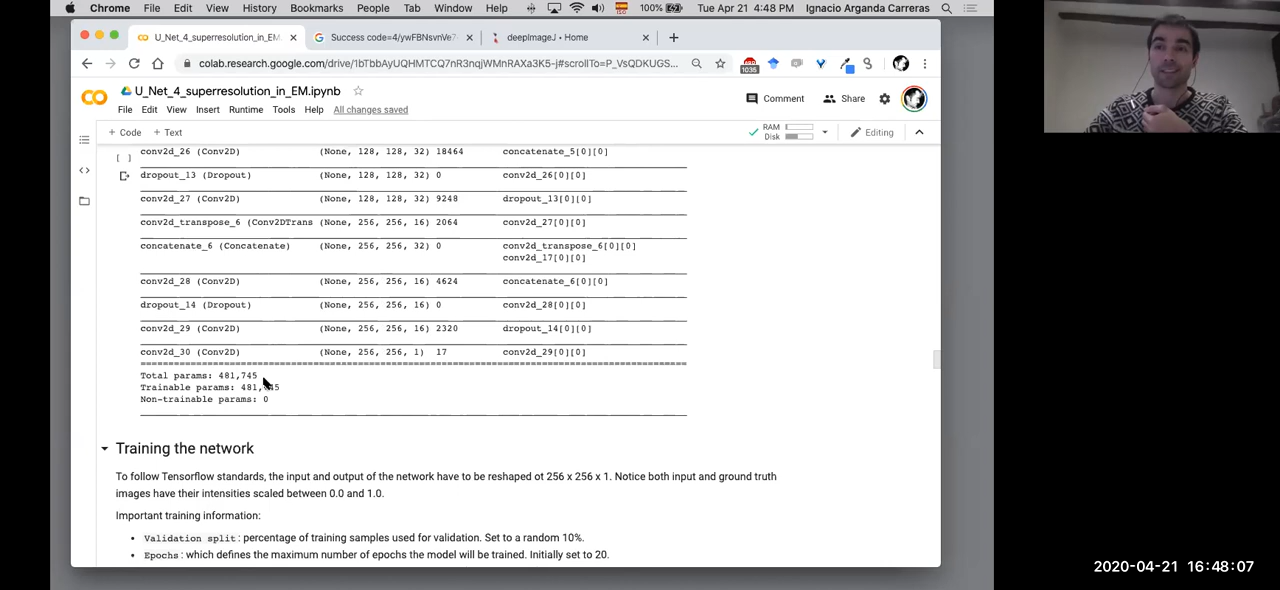 Chrome File Edit View History Bookmarks People Tab Window Help 100% Tue Apr 21 4:48 PM Ignacio Arganda Carreras
U_Net_4_superresolution_in_EM. Success code=4/ywFBNsvnVe7 deepImageJ • Home
colab.research.google.com/drive/1bTbbAyUQHMTCQ7nR3nqjWMnRAXa3K5-j#scrollTo=P_VsQDKUGS... 1035
CO U_Net_4_superresolution_in_EM.ipynb
File Edit View Insert Runtime Tools Help All changes saved
Comment Share
+ Code + Text RAM Disk Editing
conv2d_26 (Conv2D) (None, 128, 128, 32) 18464 concatenate_5[0][0]
[ ]
dropout_13 (Dropout) (None, 128, 128, 32) 0 conv2d_26[0][0]
conv2d_27 (Conv2D) (None, 128, 128, 32) 9248 dropout_13[0][0]
conv2d_transpose_6 (Conv2DTrans (None, 256, 256, 16) 2064 conv2d_27[0][0]
concatenate_6 (Concatenate) (None, 256, 256, 32) 0 conv2d_transpose_6[0][0]
conv2d_17[0][0]
conv2d_28 (Conv2D) (None, 256, 256, 16) 4624 concatenate_6[0][0]
dropout_14 (Dropout) (None, 256, 256, 16) 0 conv2d_28[0][0]
conv2d_29 (Conv2D) (None, 256, 256, 16) 2320 dropout_14[0][0]
conv2d_30 (Conv2D) (None, 256, 256, 1) 17 conv2d_29[0][0]
Total params: 481,745
Trainable params: 481,745
Non-trainable params: 0
Training the network
To follow Tensorflow standards, the input and output of the network have to be reshaped ot 256 x 256 x 1. Notice both input and ground truth
images have their intensities scaled between 0.0 and 1.0.
Important training information:
• Validation split: percentage of training samples used for validation. Set to a random 10%.
• Epochs: which defines the maximum number of epochs the model will be trained. Initially set to 20.
2020-04-21 16:48:07